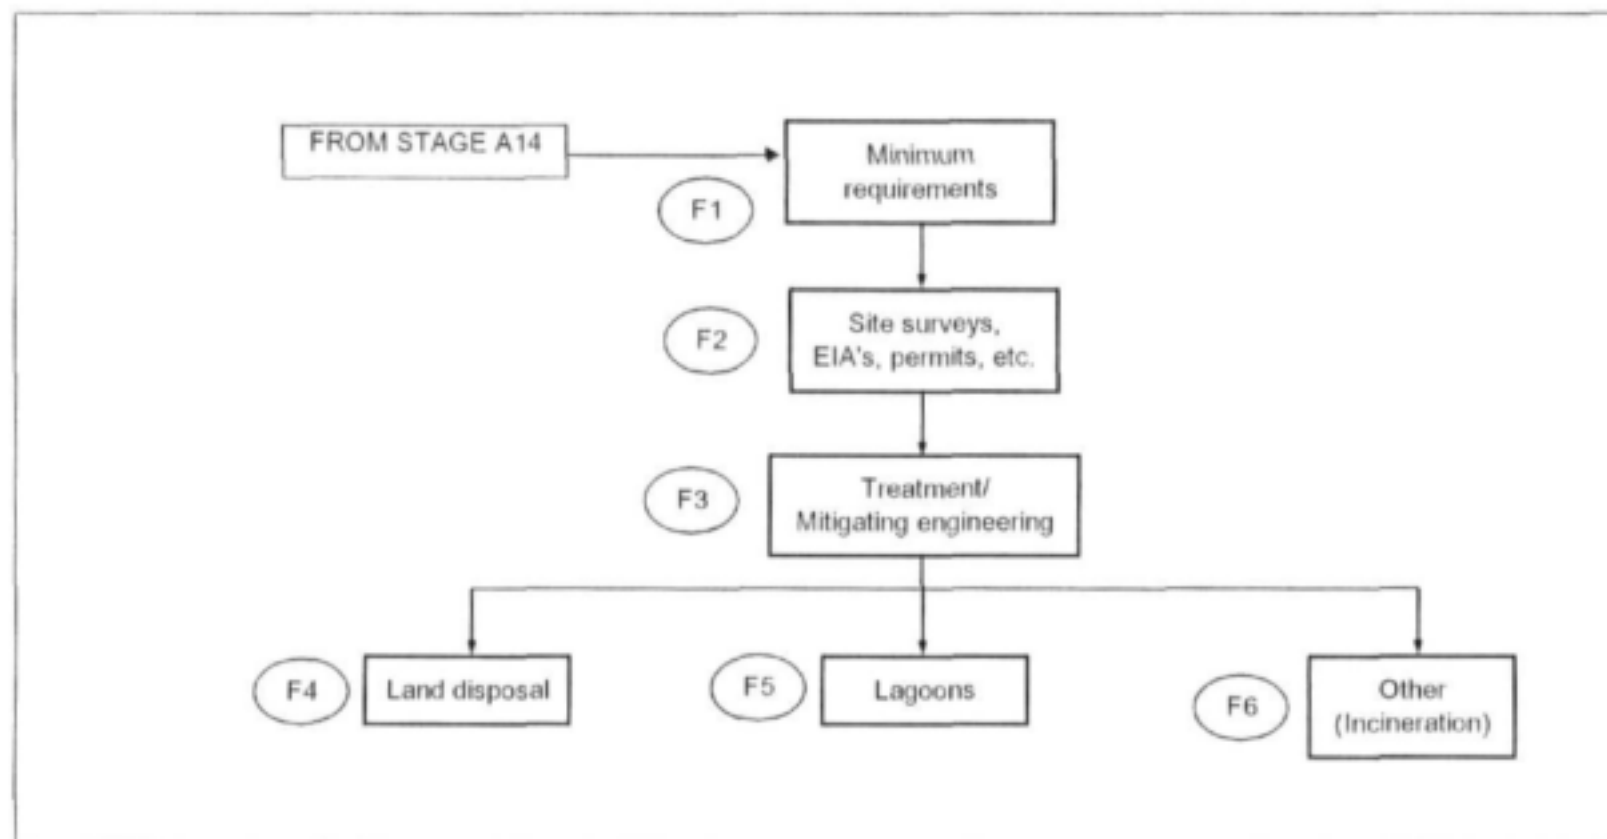 FROM STAGE A14
Minimum
requirements
F1
Site surveys,
EIA's, permits, etc.
F2
Treatment/
Mitigating engineering
F3
F4
Land disposal
F5
Lagoons
F6
Other
(Incineration)